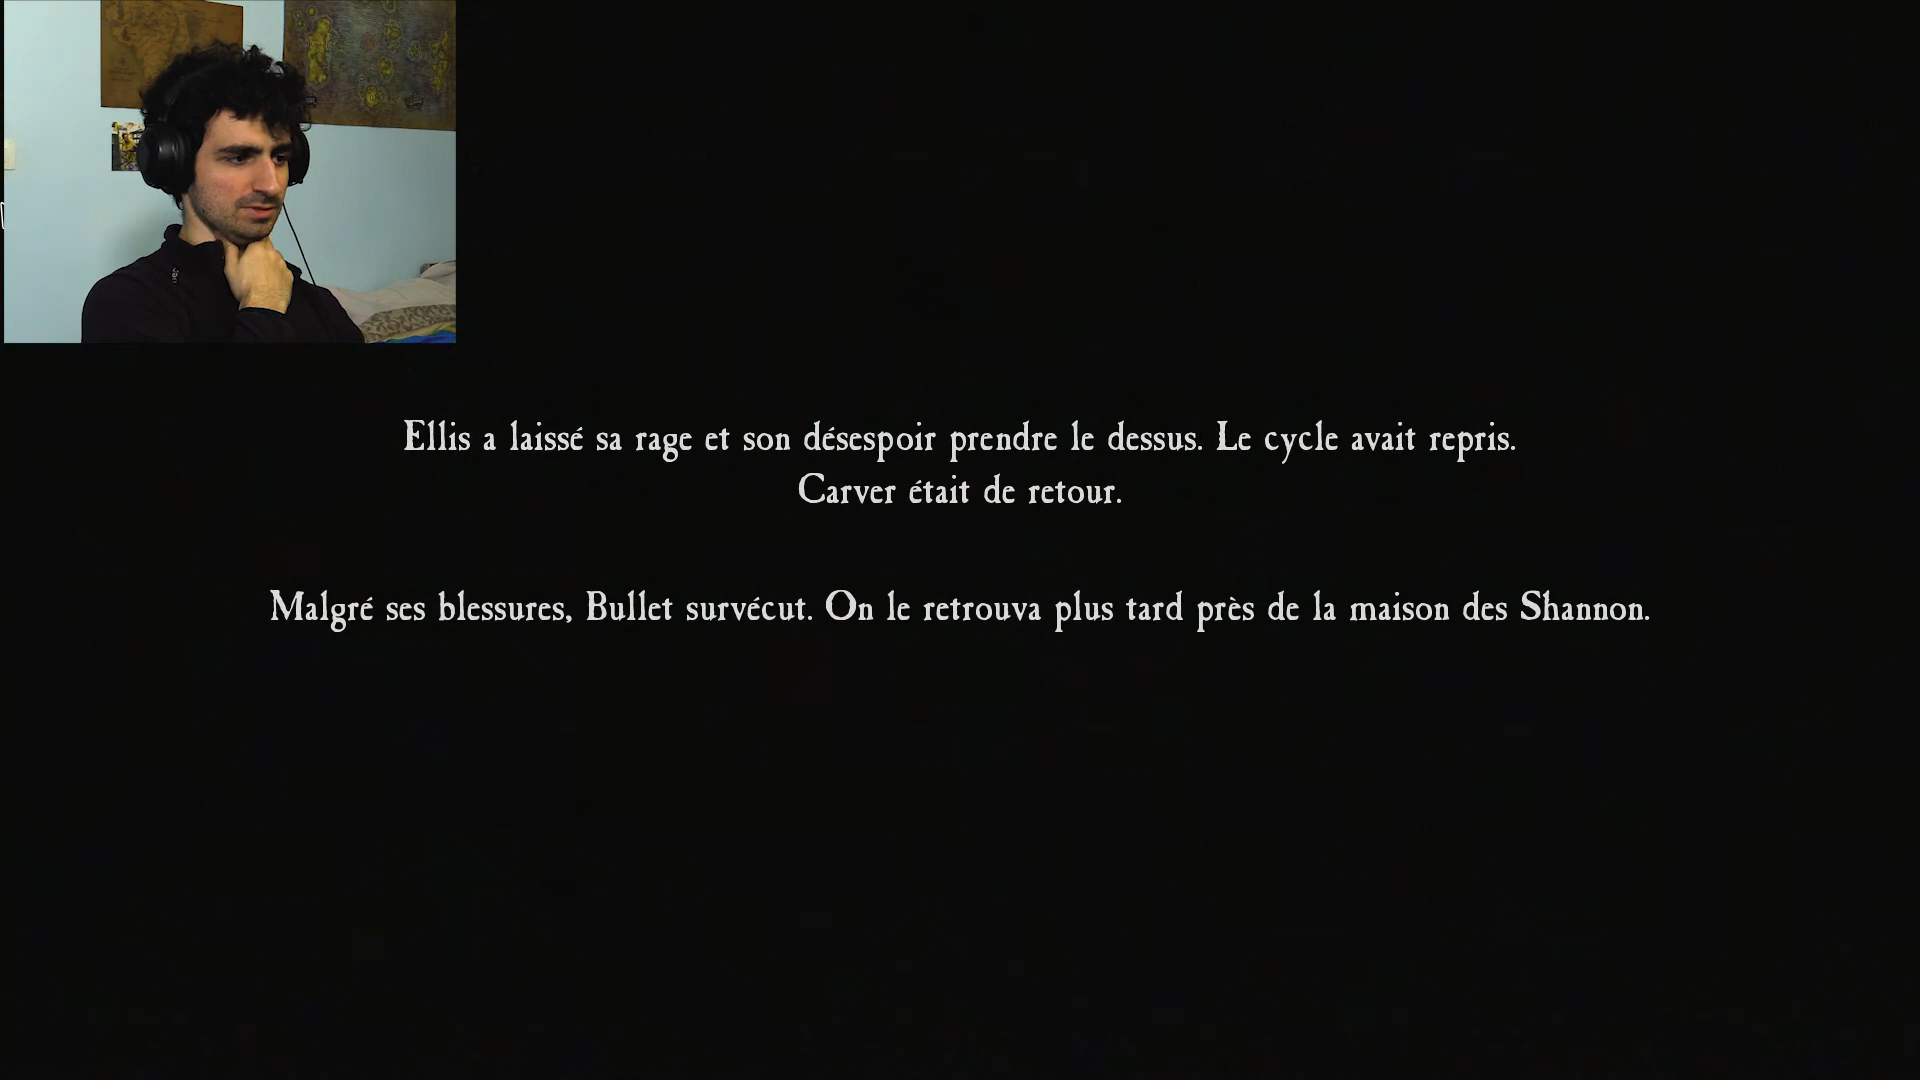 Ellis a laissé sa rage et son désespoir prendre le dessus. Le cycle avait repris.
Carver était de retour.
Malgré ses blessures, Bullet survécut. On le retrouva plus tard près de la maison des Shannon.